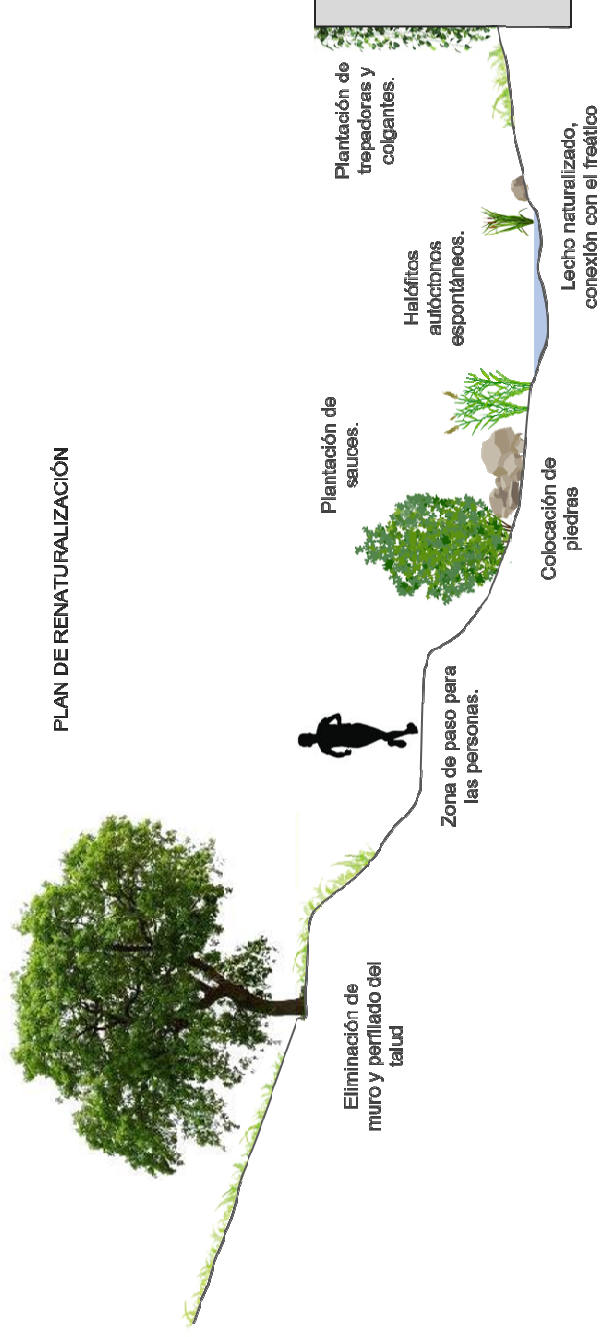 PLAN DE RENATURALIZACIÓN
Eliminación de
muro y perfilado del
talud
Zona de paso para
las personas.
Plantación de
sauces.
Colocación de
piedras
Halófitos
autóctonos
espontáneos.
Lecho naturalizado,
conexión con el freático
Plantación de
trepadoras y
colgantes.